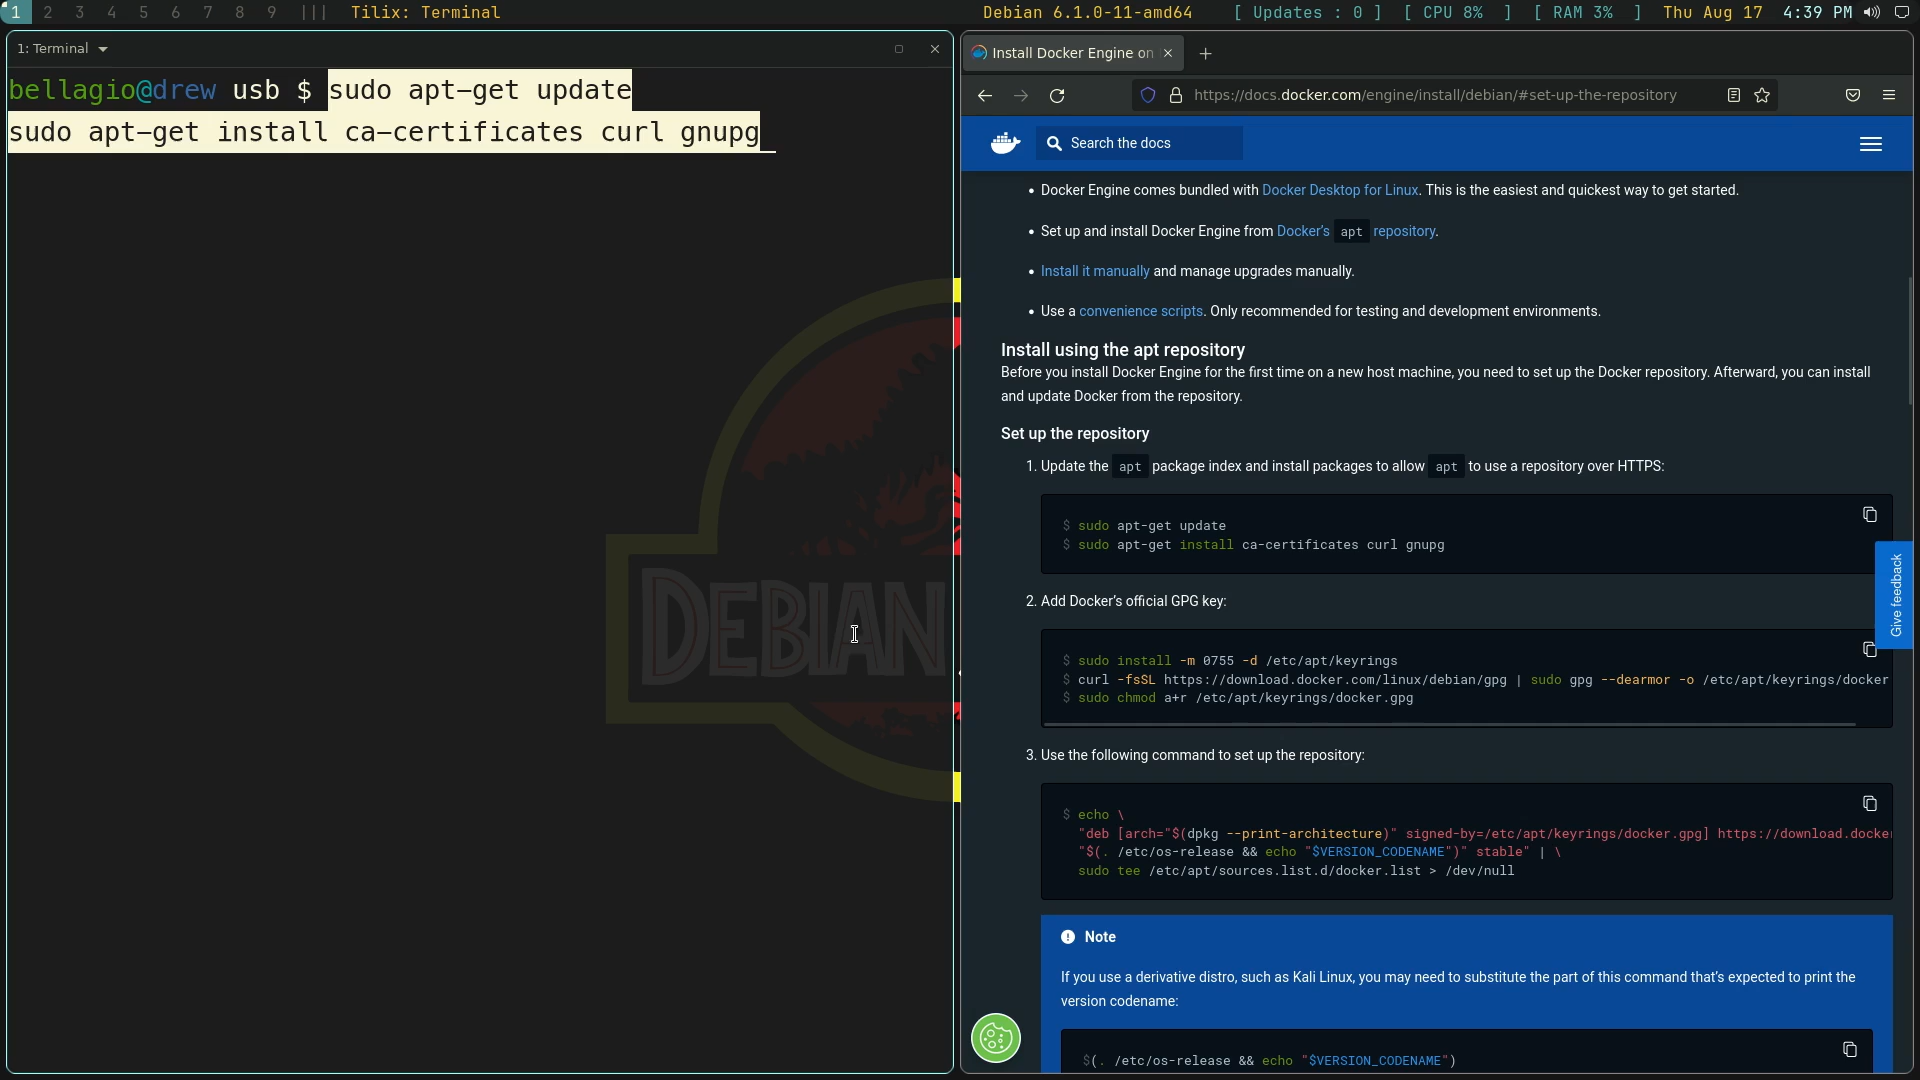 1 2 3 4 5 6 7 8 9 ||| Tilix: Terminal
Debian 6.1.0-11-amd64 [ Updates : 0 ] [ CPU 8% ] [ RAM 3% ] Thu Aug 17 4:39 PM
1: Terminal
bellagio@drew usb $ sudo apt-get update
sudo apt-get install ca-certificates curl gnupg
DEBIAN
Install Docker Engine on
https://docs.docker.com/engine/install/debian/#set-up-the-repository
Search the docs
• Docker Engine comes bundled with Docker Desktop for Linux. This is the easiest and quickest way to get started.
• Set up and install Docker Engine from Docker’s apt repository.
• Install it manually and manage upgrades manually.
• Use a convenience scripts. Only recommended for testing and development environments.
Install using the apt repository
Before you install Docker Engine for the first time on a new host machine, you need to set up the Docker repository. Afterward, you can install
and update Docker from the repository.
Set up the repository
1. Update the apt package index and install packages to allow apt to use a repository over HTTPS:
$ sudo apt-get update
$ sudo apt-get install ca-certificates curl gnupg
2. Add Docker’s official GPG key:
$ sudo install -m 0755 -d /etc/apt/keyrings
$ curl -fsSL https://download.docker.com/linux/debian/gpg | sudo gpg --dearmor -o /etc/apt/keyrings/docker
$ sudo chmod a+r /etc/apt/keyrings/docker.gpg
3. Use the following command to set up the repository:
$ echo \
"deb [arch="$(dpkg --print-architecture)" signed-by=/etc/apt/keyrings/docker.gpg] https://download.docker
"$(. /etc/os-release && echo "$VERSION_CODENAME")" stable" | \
sudo tee /etc/apt/sources.list.d/docker.list > /dev/null
Give feedback
Note
If you use a derivative distro, such as Kali Linux, you may need to substitute the part of this command that’s expected to print the
version codename:
$(. /etc/os-release && echo "$VERSION_CODENAME")